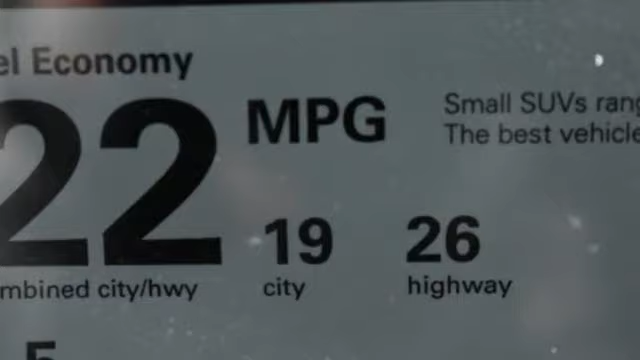 el Economy
22 MPG
Small SUVs rang
The best vehicle
19 26
mbined city/hwy city highway
5